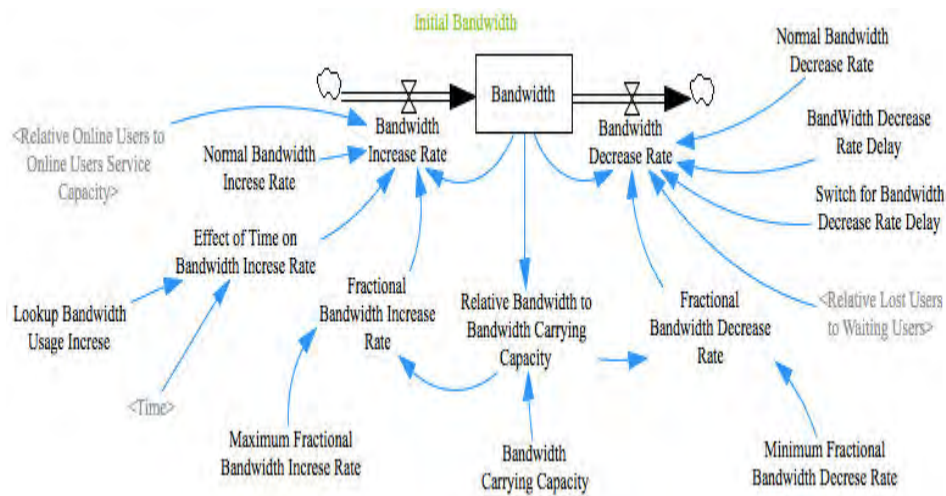 Initial Bandwidth
Normal Bandwidth
Decrease Rate
Bandwidth
<Relative Online Users to
Online Users Service
Capacity>
Bandwidth
Increase Rate
Bandwidth
Decrease Rate
BandWidth Decrease
Rate Delay
Normal Bandwidth
Increse Rate
Switch for Bandwidth
Decrease Rate Delay
Effect of Time on
Bandwidth Increse Rate
Lookup Bandwidth
Usage Increse
Fractional
Bandwidth Increase
Rate
Relative Bandwidth to
Bandwidth Carrying
Capacity
Fractional
Bandwidth Decrease
Rate
<Relative Lost Users
to Waiting Users>
<Time>
Maximum Fractional
Bandwidth Increse Rate
Bandwidth
Carrying Capacity
Minimum Fractional
Bandwidth Decrese Rate